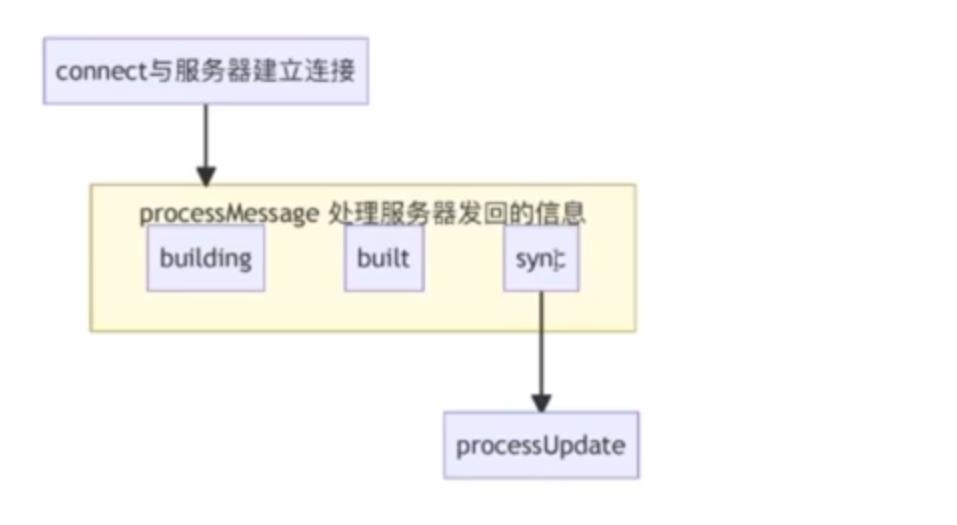 connect与服务器建立连接
processMessage 处理服务器发回的信息
building
built
sync
processUpdate